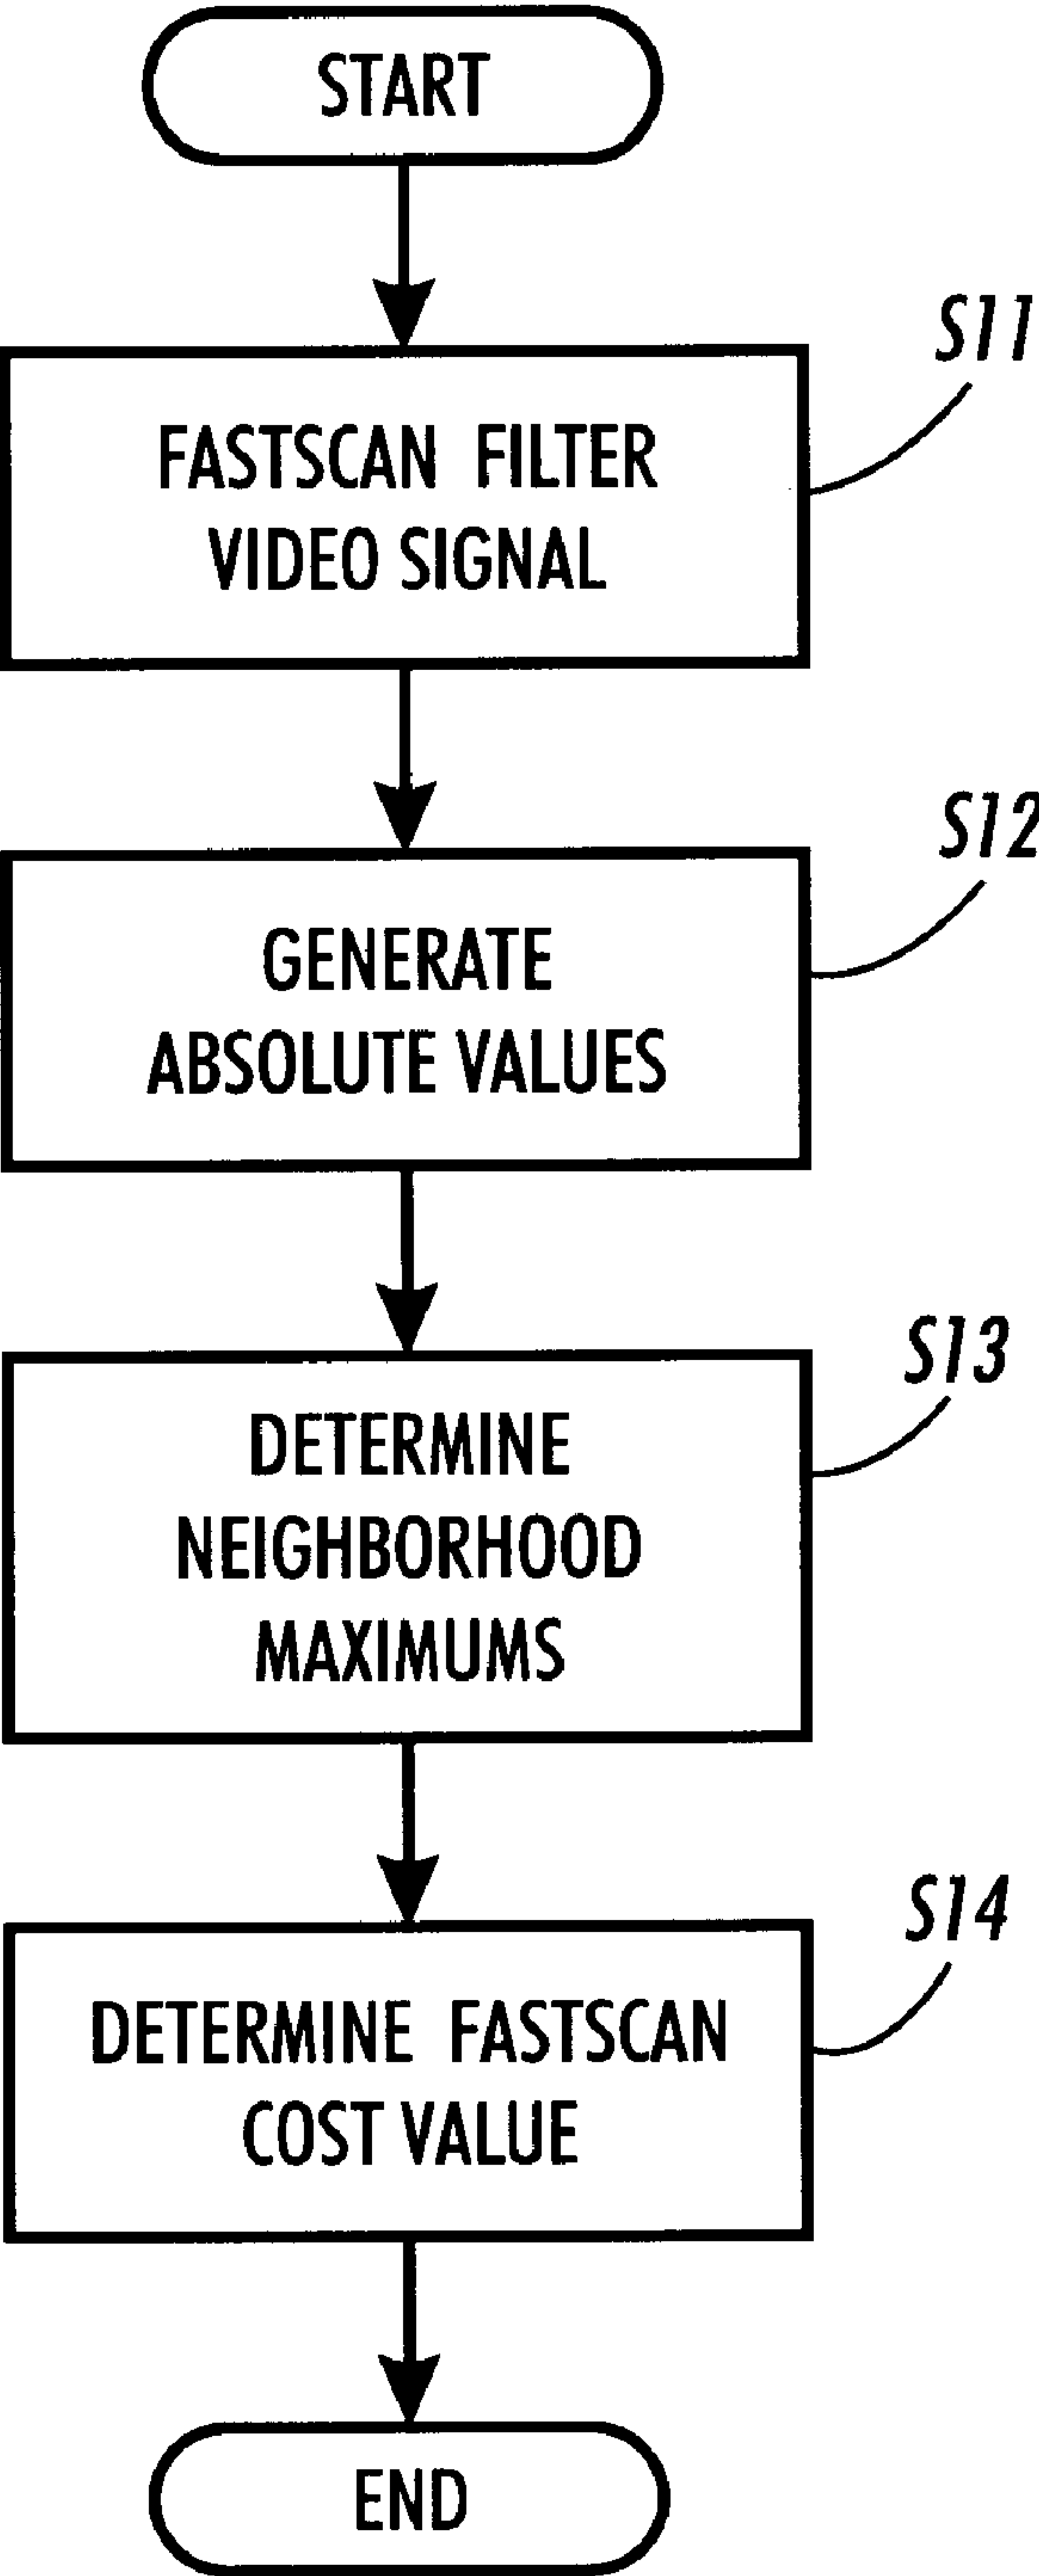 START
S11
FASTSCAN FILTER
VIDEO SIGNAL
S12
GENERATE
ABSOLUTE VALUES
S13
DETERMINE
NEIGHBORHOOD
MAXIMUMS
S14
DETERMINE FASTSCAN
COST VALUE
END